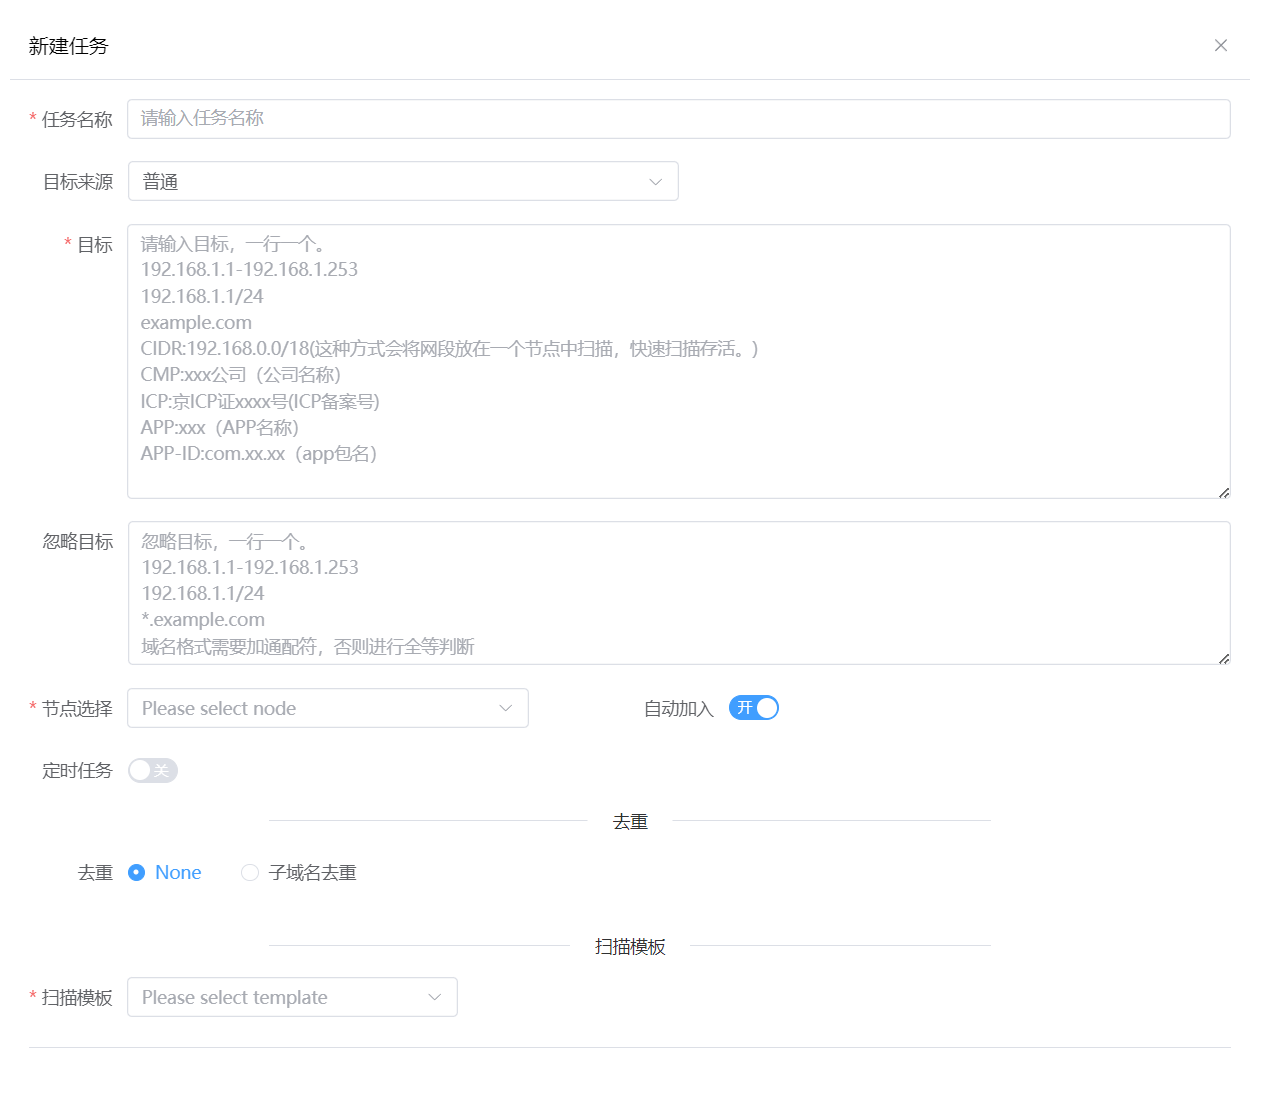 新建任务
* 任务名称 请输入任务名称
目标来源 普通
* 目标 请输入目标，一行一个。
192.168.1.1-192.168.1.253
192.168.1.1/24
example.com
CIDR:192.168.0.0/18(这种方式会将网段放在一个节点中扫描，快速扫描存活。)
CMP:xxx公司（公司名称）
ICP:京ICP证xxxx号(ICP备案号)
APP:xxx（APP名称）
APP-ID:com.xx.xx（app包名）
忽略目标 忽略目标，一行一个。
192.168.1.1-192.168.1.253
192.168.1.1/24
*.example.com
域名格式需要加通配符，否则进行全等判断
* 节点选择 Please select node 自动加入 开
定时任务 关
去重
去重 None 子域名去重
扫描模板
* 扫描模板 Please select template